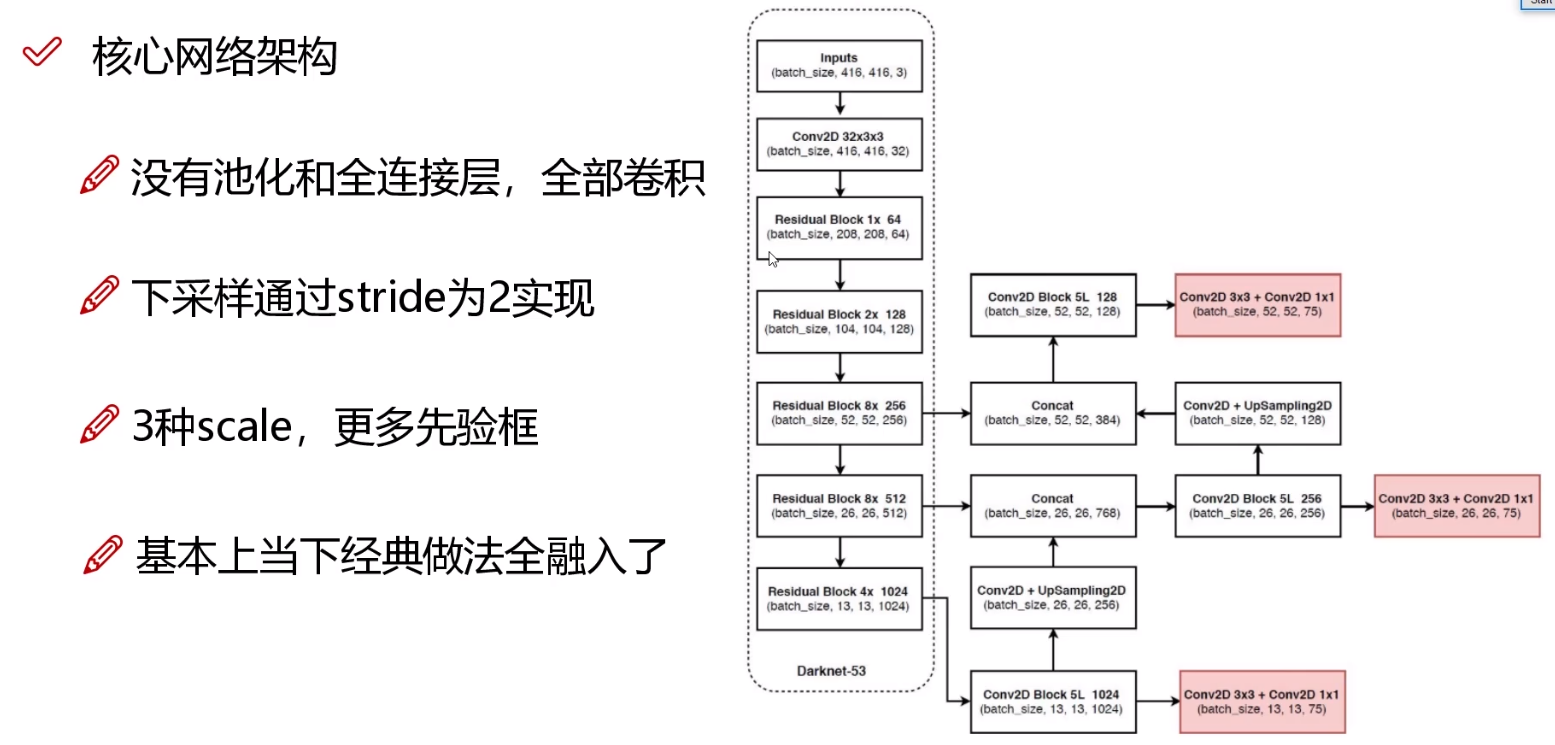 Start
核心网络架构
没有池化和全连接层，全部卷积
下采样通过stride为2实现
3种scale，更多先验框
基本上当下经典做法全融入了
Inputs
(batch_size, 416, 416, 3)
Conv2D 32x3x3
(batch_size, 416, 416, 32)
Residual Block 1x 64
(batch_size, 208, 208, 64)
Residual Block 2x 128
(batch_size, 104, 104, 128)
Residual Block 8x 256
(batch_size, 52, 52, 256)
Residual Block 8x 512
(batch_size, 26, 26, 512)
Residual Block 4x 1024
(batch_size, 13, 13, 1024)
Darknet-53
Conv2D Block 5L 128
(batch_size, 52, 52, 128)
Conv2D 3x3 + Conv2D 1x1
(batch_size, 52, 52, 75)
Concat
(batch_size, 52, 52, 384)
Conv2D + UpSampling2D
(batch_size, 52, 52, 128)
Concat
(batch_size, 26, 26, 768)
Conv2D Block 5L 256
(batch_size, 26, 26, 256)
Conv2D 3x3 + Conv2D 1x1
(batch_size, 26, 26, 75)
Conv2D + UpSampling2D
(batch_size, 26, 26, 256)
Conv2D Block 5L 1024
(batch_size, 13, 13, 1024)
Conv2D 3x3 + Conv2D 1x1
(batch_size, 13, 13, 75)